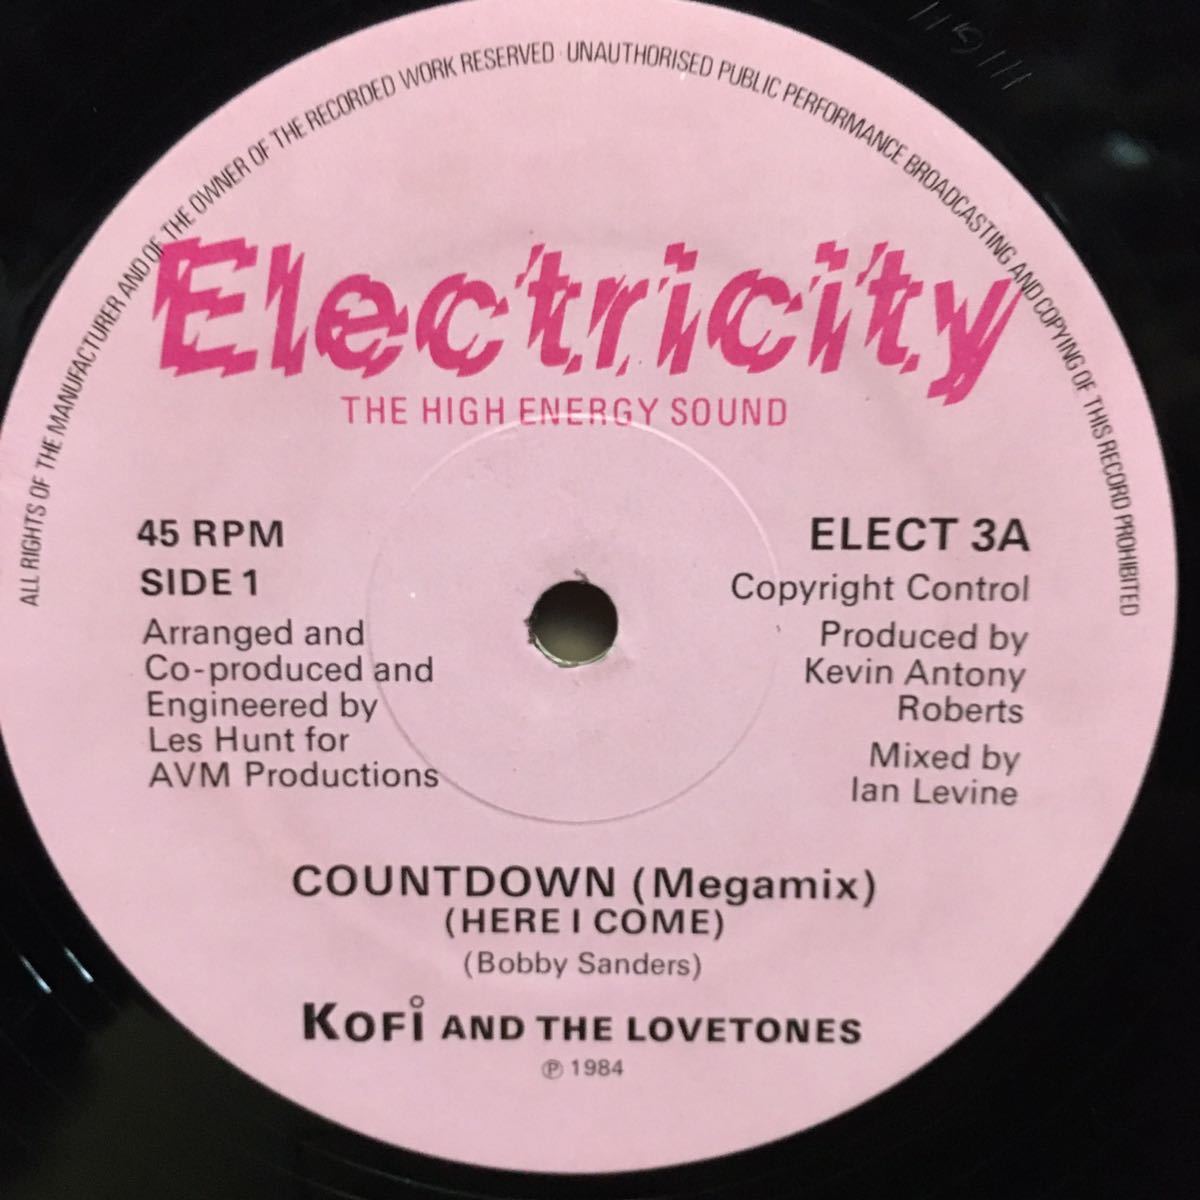 ALL RIGHTS OF THE MANUFACTURER AND OF THE OWNER OF THE RECORDED WORK RESERVED · UNAUTHORISED PUBLIC PERFORMANCE BROADCASTING AND COPYING OF THIS RECORD PROHIBITED
Electricity
THE HIGH ENERGY SOUND
45 RPM
SIDE 1
Arranged and
Co-produced and
Engineered by
Les Hunt for
AVM Productions
ELECT 3A
Copyright Control
Produced by
Kevin Antony
Roberts
Mixed by
Ian Levine
COUNTDOWN (Megamix)
(HERE I COME)
(Bobby Sanders)
KOFi AND THE LOVETONES
℗ 1984